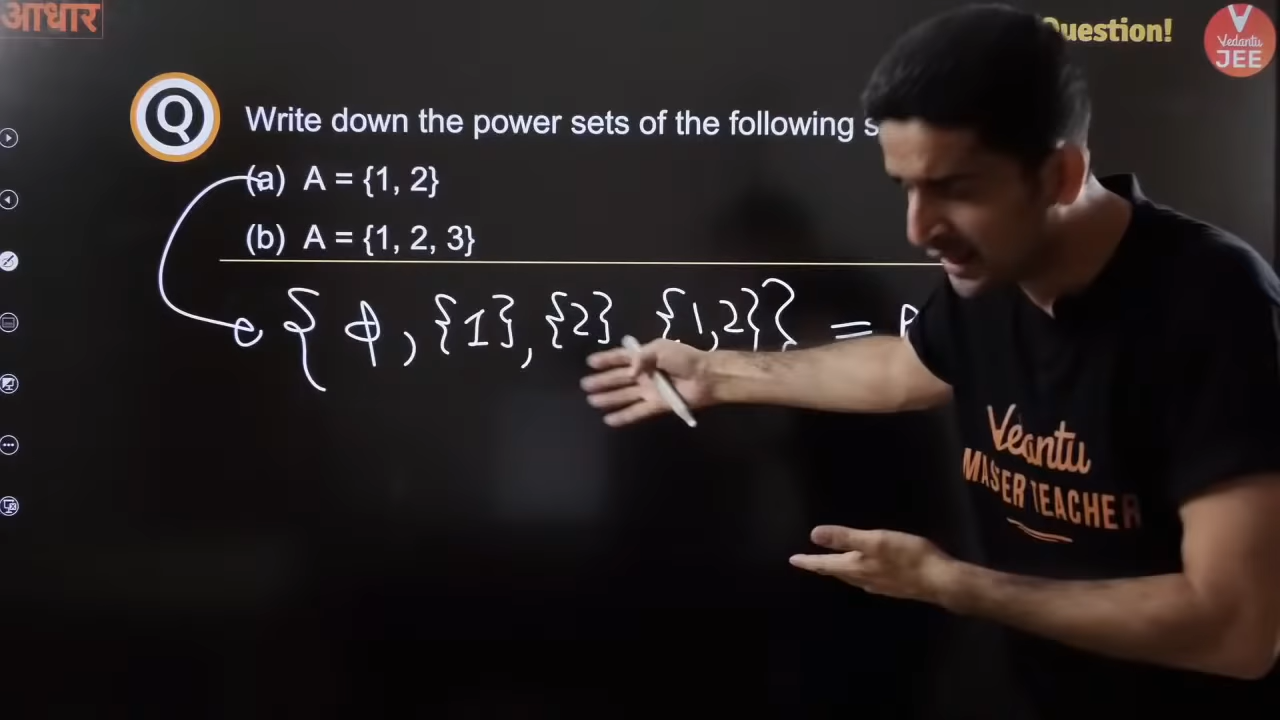 आधार
Question!
Vedantu
JEE
Q Write down the power sets of the following
(a) A = {1, 2}
(b) A = {1, 2, 3}
{ ϕ, {1}, {2} {1,2}} =
Vedantu
MASTER TEACHER